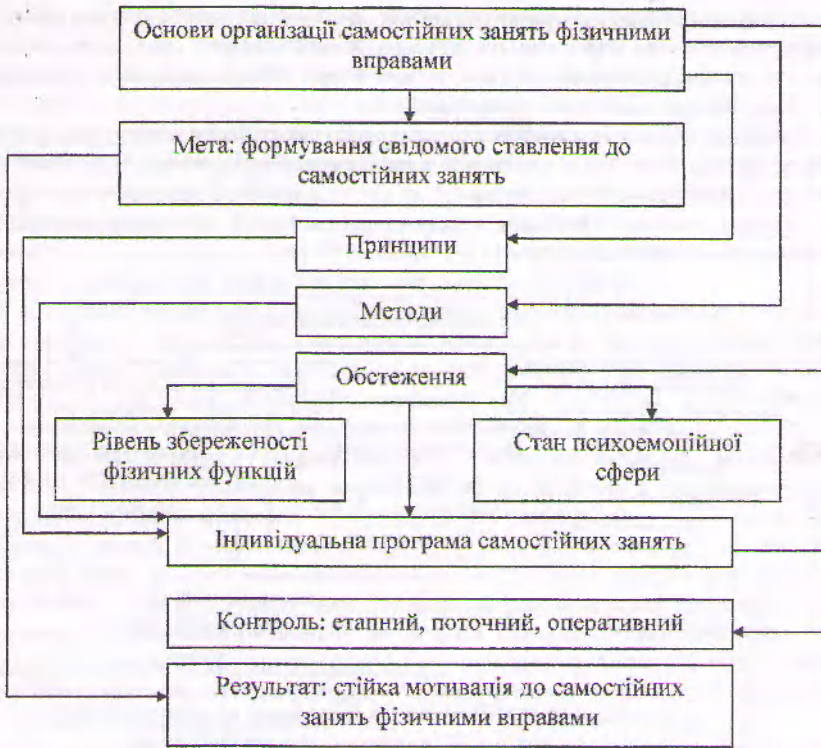 Основи організації самостійних занять фізичними
вправами
Мета: формування свідомого ставлення до
самостійних занять
Принципи
Методи
Обстеження
Рівень збереженості
фізичних функцій
Стан психоемоційної
сфери
Індивідуальна програма самостійних занять
Контроль: етапний, поточний, оперативний
Результат: стійка мотивація до самостійних
занять фізичними вправами